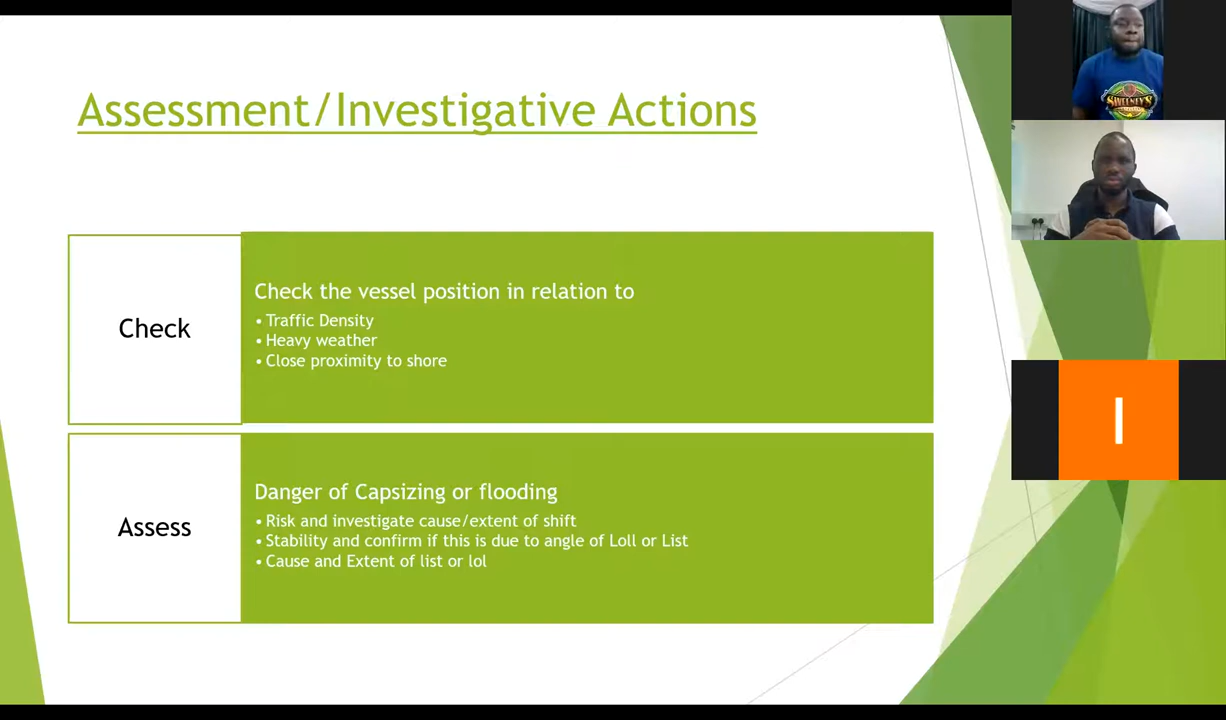 Assessment/Investigative Actions
Check
Check the vessel position in relation to
• Traffic Density
• Heavy weather
• Close proximity to shore
Assess
Danger of Capsizing or flooding
• Risk and investigate cause/extent of shift
• Stability and confirm if this is due to angle of Loll or List
• Cause and Extent of list or lol
SWEENEY'S
I